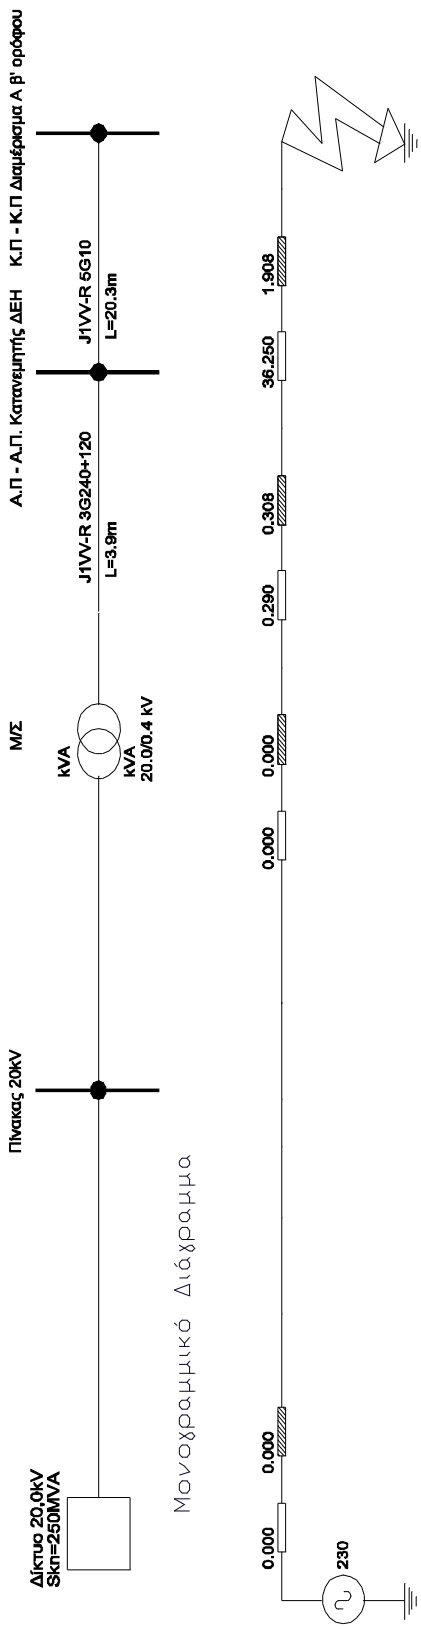 Δίκτυο 20,0kV
Skn=250MVA
Πίνακας 20kV
Μ/Σ
kVA
kVA
20.0/0.4 kV
Α.Π - Α.Π. Κατανεμητής ΔΕΗ
Κ.Π - Κ.Π Διαμέρισμα Α β' ορόφου
J1VV-R 3G240+120
L=3.9m
J1VV-R 5G10
L=20.3m
Μονογραμμικό Διάγραμμα
230
0.000
0.000
0.000
0.000
0.290
0.308
36.250
1.908